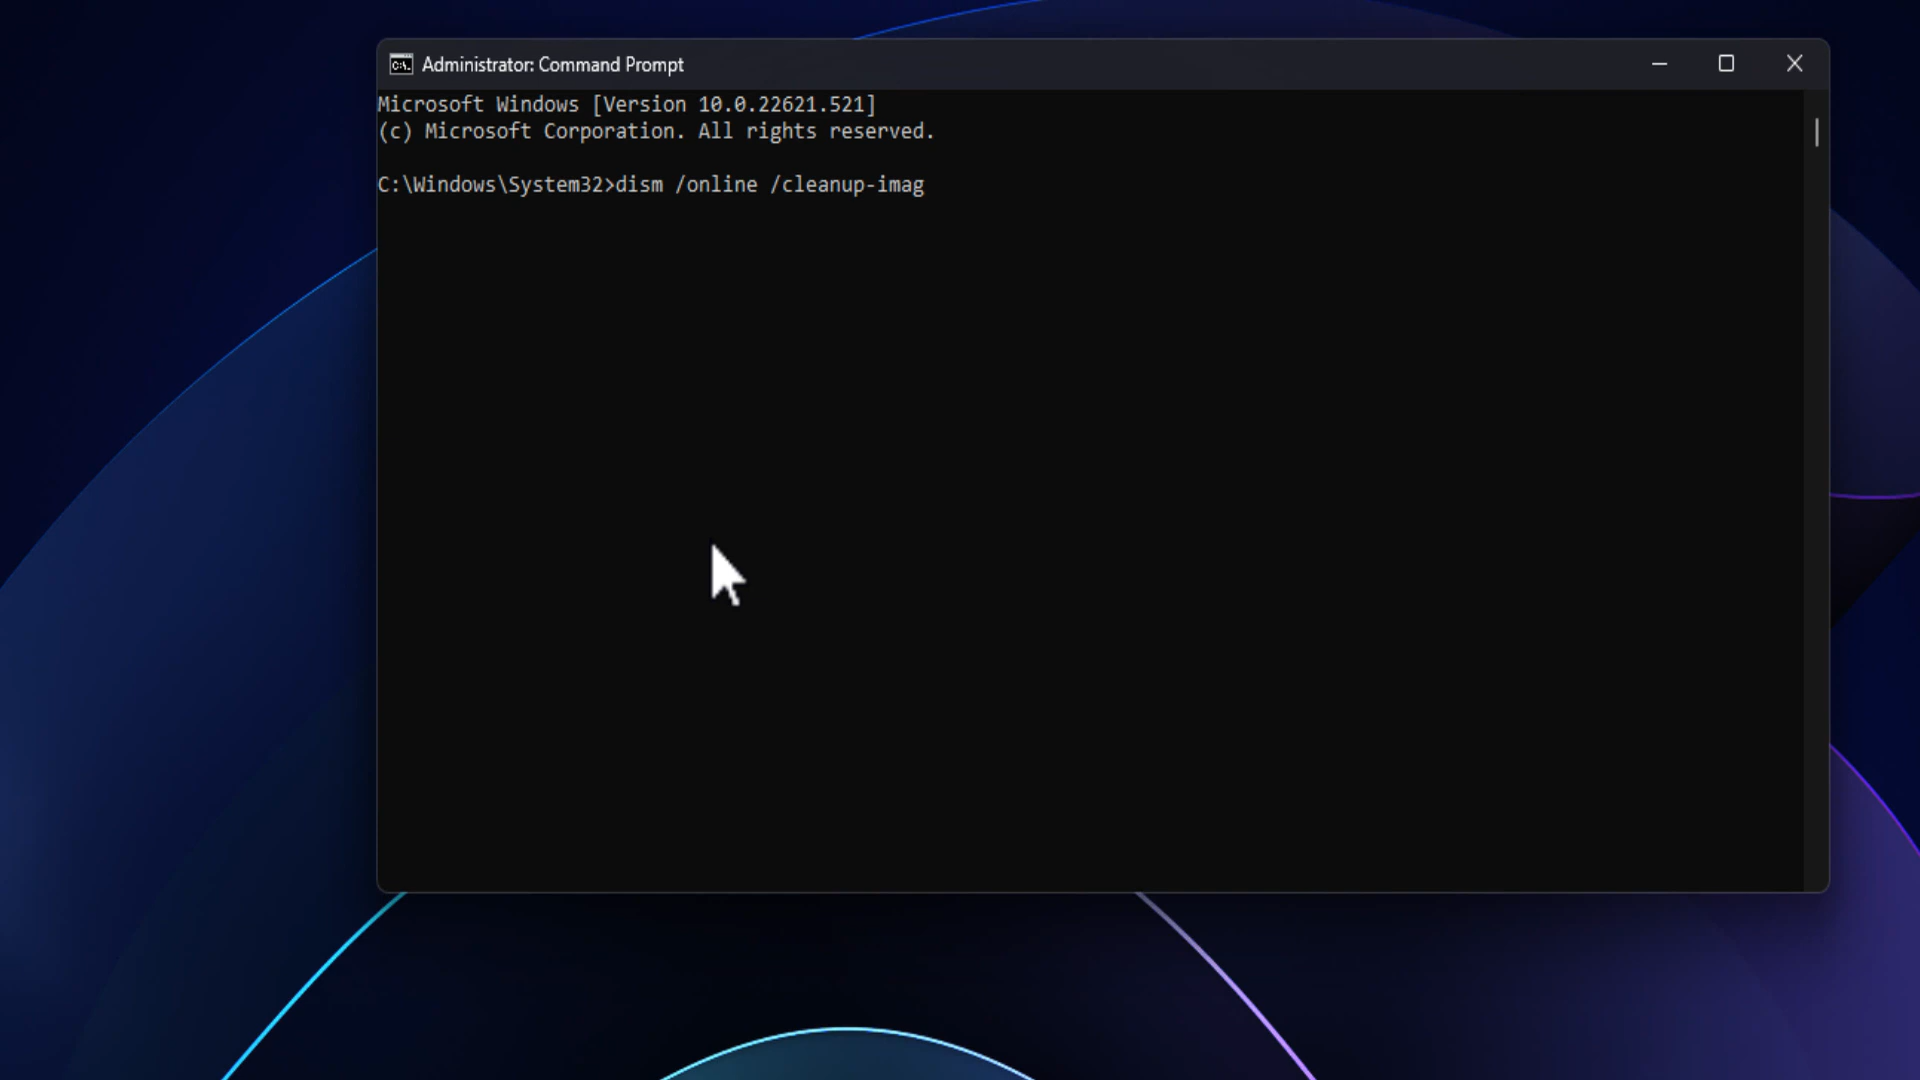 Administrator: Command Prompt
Microsoft Windows [Version 10.0.22621.521]
(c) Microsoft Corporation. All rights reserved.
C:\Windows\System32>dism /online /cleanup-imag